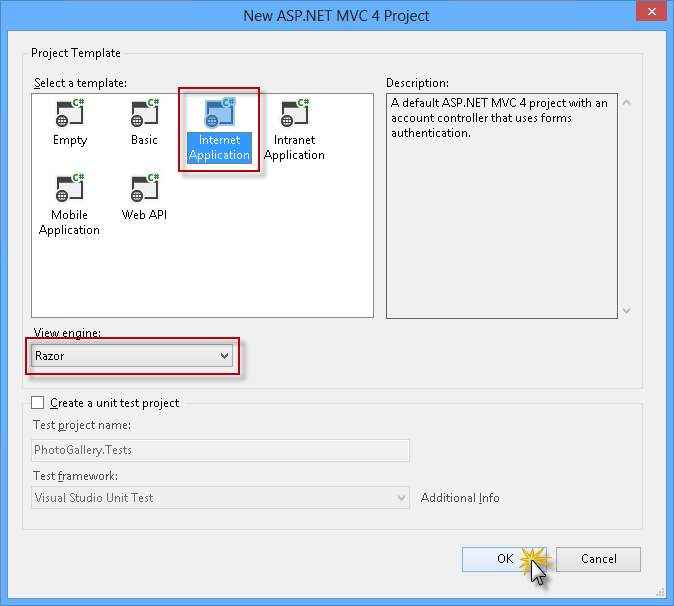 New ASP.NET MVC 4 Project
Project Template
Select a template:
Description:
C#
C#
C#
C#
Empty
Basic
Internet
Application
Intranet
Application
A default ASP.NET MVC 4 project with an
account controller that uses forms
authentication.
C#
C#
Mobile
Application
Web API
View engine:
Razor
Create a unit test project
Test project name:
PhotoGallery.Tests
Test framework:
Visual Studio Unit Test
Additional Info
OK
Cancel